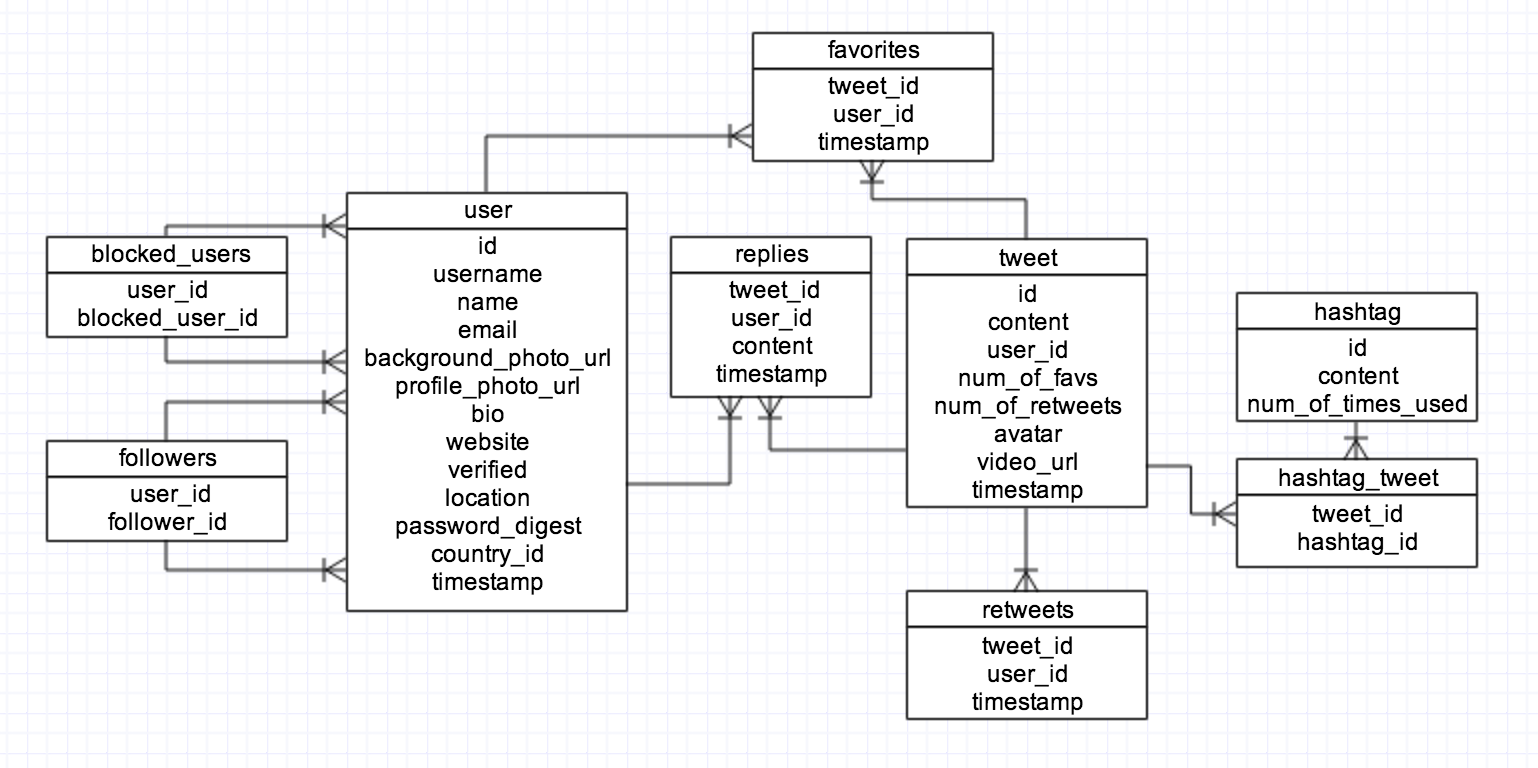 favorites
tweet_id
user_id
timestamp
user
id
username
name
email
background_photo_url
profile_photo_url
bio
website
verified
location
password_digest
country_id
timestamp
blocked_users
user_id
blocked_user_id
followers
user_id
follower_id
replies
tweet_id
user_id
content
timestamp
tweet
id
content
user_id
num_of_favs
num_of_retweets
avatar
video_url
timestamp
hashtag
id
content
num_of_times_used
hashtag_tweet
tweet_id
hashtag_id
retweets
tweet_id
user_id
timestamp